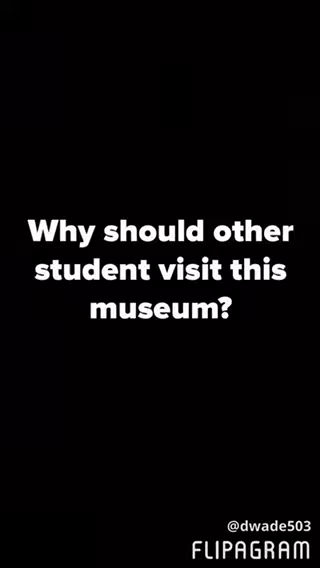 Why should other
student visit this
museum?
@dwade503
FLIPAGRAM